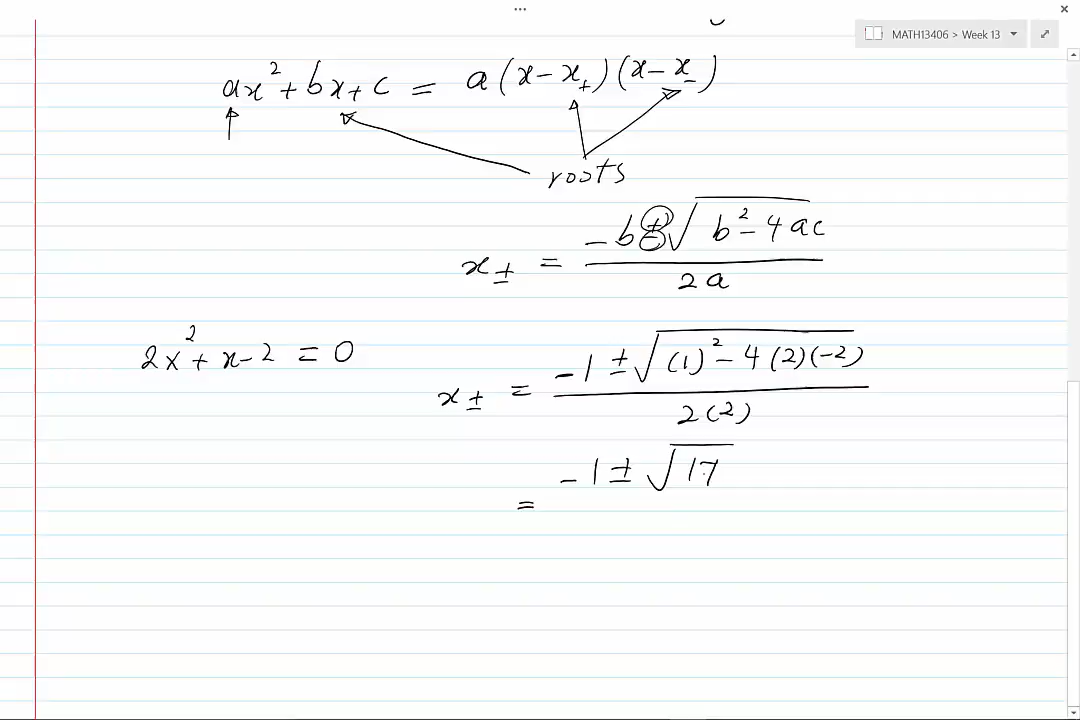 ...
MATH13406 > Week 13
ax² + bx + c = a(x − x₊)(x − x₋)
roots
x± = (−b ± √(b² − 4ac)) / 2a
2x² + x − 2 = 0
x± = (−1 ± √((1)² − 4(2)(−2))) / 2(2)
= −1 ± √17